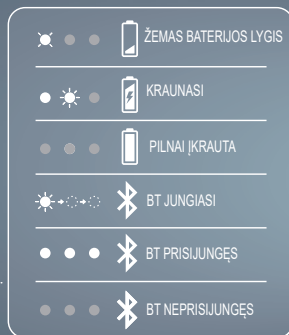 ŽEMAS BATERIJOS LYGIS
KRAUNASI
PILNAI ĮKRAUTA
BT JUNGIASI
BT PRISIJUNGĘS
BT NEPRISIJUNGĘS